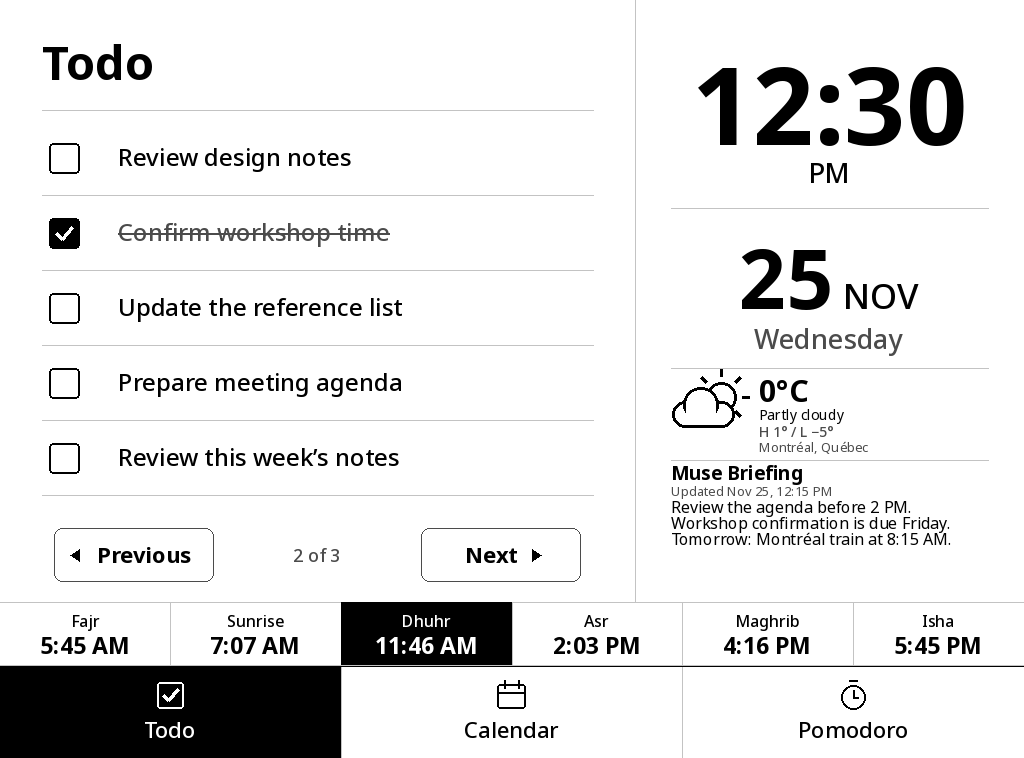 Todo
Review design notes
Confirm workshop time
Update the reference list
Prepare meeting agenda
Review this week’s notes
Previous
2 of 3
Next
12:30
PM
25 NOV
Wednesday
0°C
Partly cloudy
H 1° / L −5°
Montréal, Québec
Muse Briefing
Updated Nov 25, 12:15 PM
Review the agenda before 2 PM.
Workshop confirmation is due Friday.
Tomorrow: Montréal train at 8:15 AM.
Fajr
5:45 AM
Sunrise
7:07 AM
Dhuhr
11:46 AM
Asr
2:03 PM
Maghrib
4:16 PM
Isha
5:45 PM
Todo
Calendar
Pomodoro